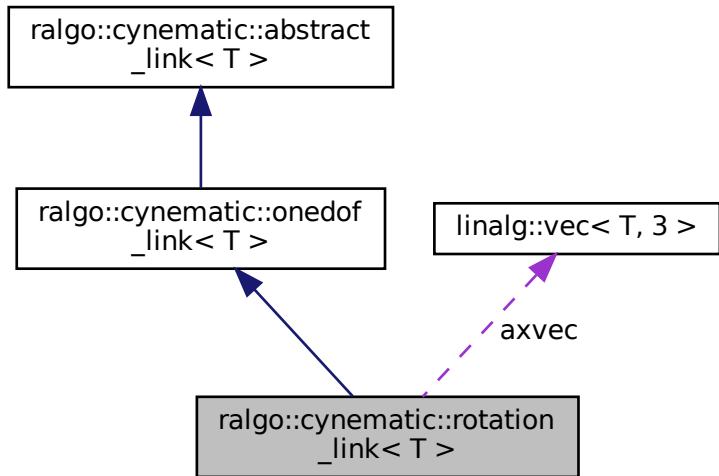 ralgo::cynematic::abstract
_link< T >
ralgo::cynematic::onedof
_link< T >
linalg::vec< T, 3 >
axvec
ralgo::cynematic::rotation
_link< T >